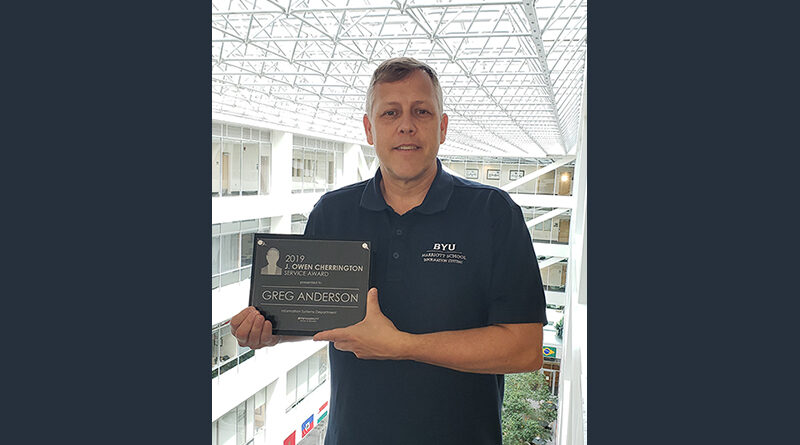 2019
J. OWEN CHERRINGTON
SERVICE AWARD
presented to
GREG ANDERSON
Information Systems Department
BYU
MARRIOTT SCHOOL
INFORMATION SYSTEMS